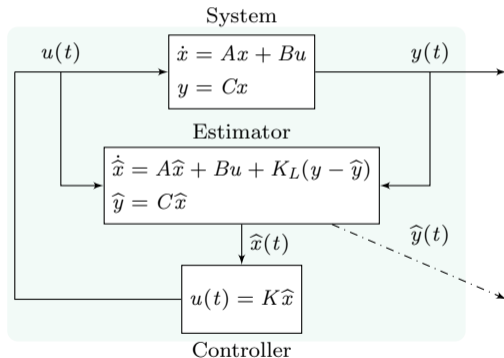 System
u(t)
ẋ = Ax + Bu
y(t)
y = Cx
Estimator
x̂̇ = Ax̂ + Bu + K_L(y − ŷ)
ŷ = Cx̂
x̂(t)
ŷ(t)
u(t) = Kx̂
Controller